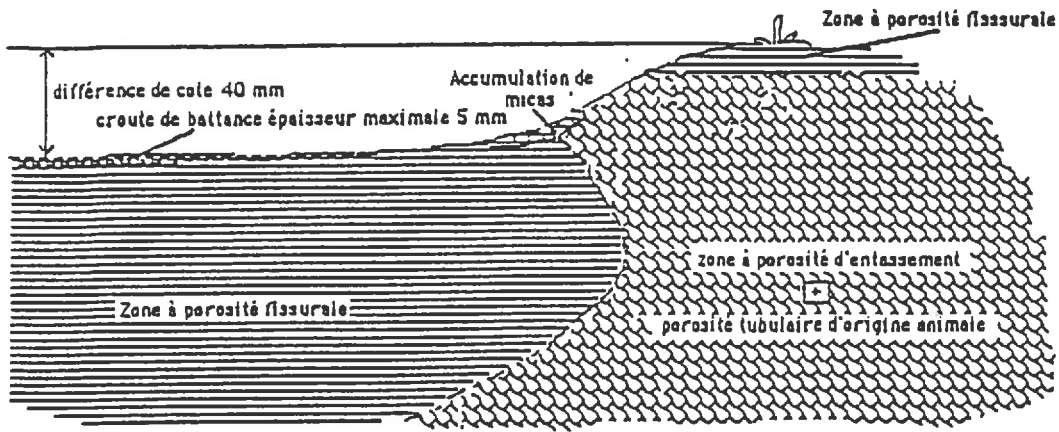 Zone à porosité fissurale
différence de cote 40 mm
Accumulation de
micas
croute de battance épaisseur maximale 5 mm
zone à porosité d'entassement
+
Zone à porosité fissurale
porosite tubulaire d'origine animale